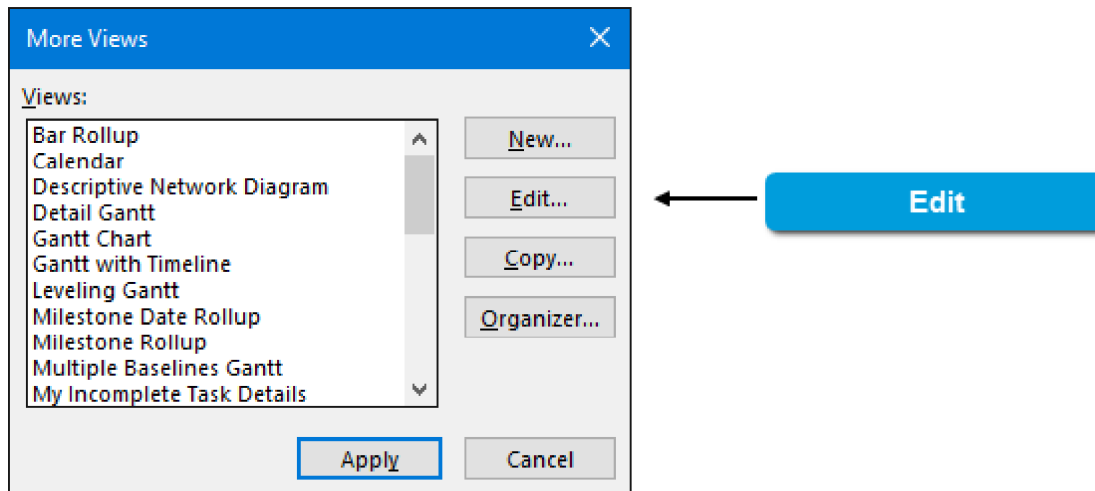 More Views
Views:
Bar Rollup
Calendar
Descriptive Network Diagram
Detail Gantt
Gantt Chart
Gantt with Timeline
Leveling Gantt
Milestone Date Rollup
Milestone Rollup
Multiple Baselines Gantt
My Incomplete Task Details
New...
Edit...
Copy...
Organizer...
Apply
Cancel
Edit